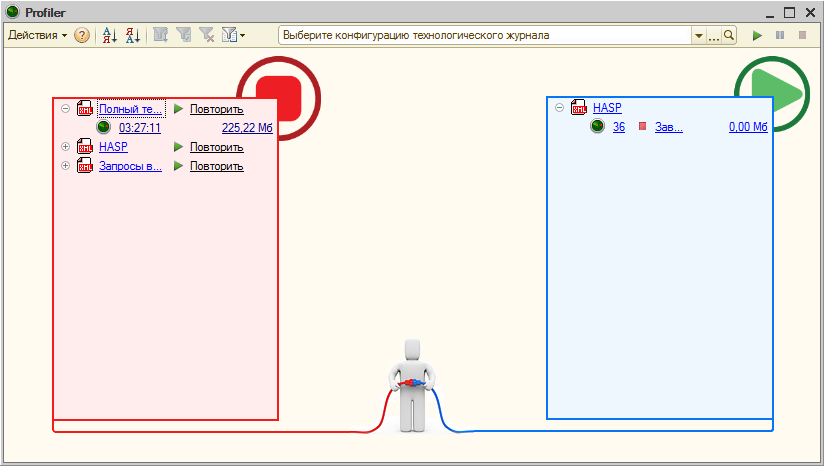 Profiler
Действия
Выберите конфигурацию технологического журнала
Полный те... Повторить
03:27:11 225,22 Мб
HASP Повторить
Запросы в... Повторить
HASP
36 Зав... 0,00 Мб